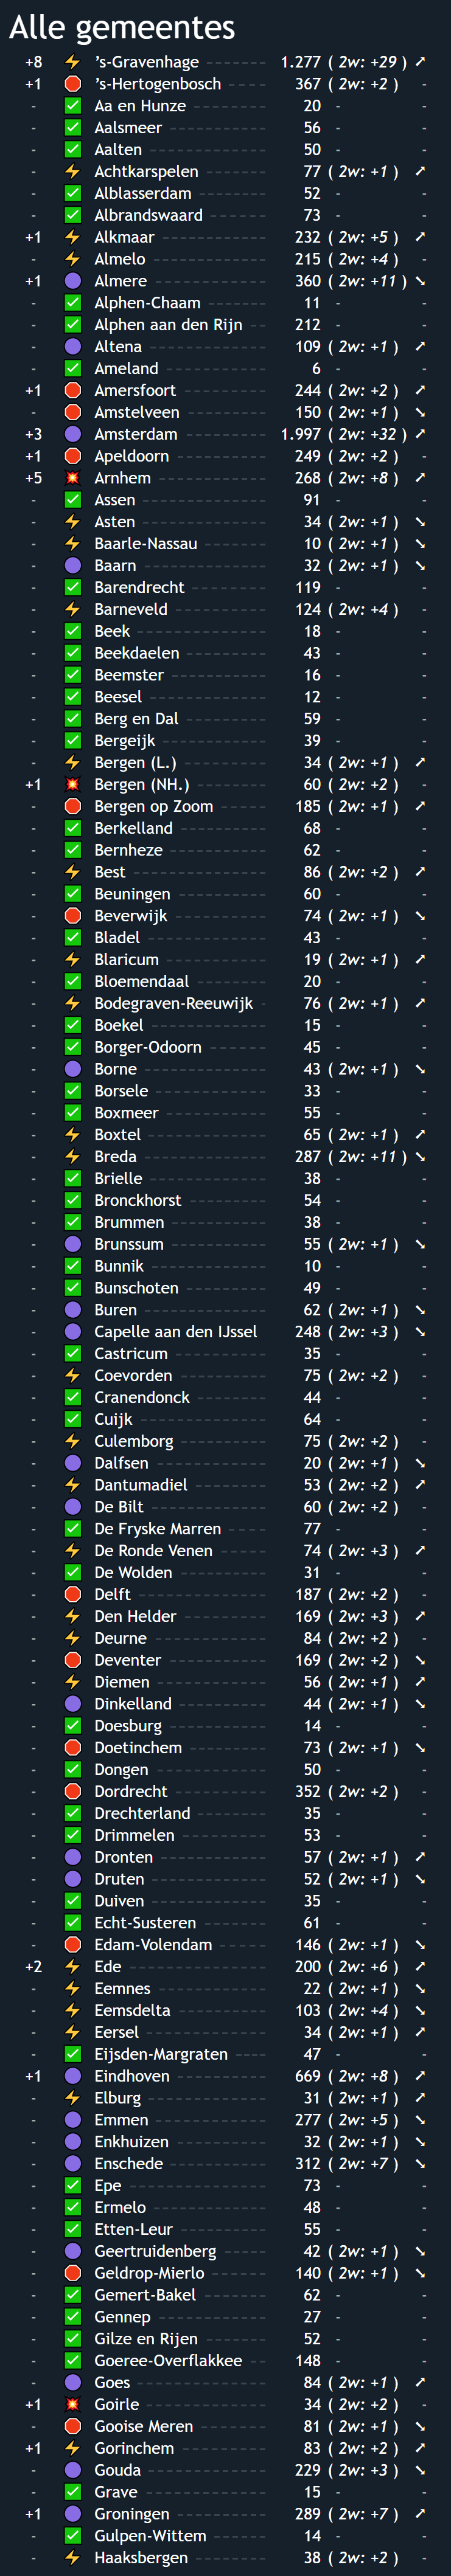 Alle gemeentes
+8 ⚡ ’s-Gravenhage ------- 1.277 ( 2w: +29 ) ➚
+1 🛑 ’s-Hertogenbosch ----- 367 ( 2w: +2 ) -
- ✅ Aa en Hunze -------- 20 - -
- ✅ Aalsmeer ----------- 56 - -
- ✅ Aalten ------------- 50 - -
- ⚡ Achtkarspelen ------- 77 ( 2w: +1 ) ➚
- ✅ Alblasserdam -------- 52 - -
- ✅ Albrandswaard ------- 73 - -
+1 ⚡ Alkmaar ------------ 232 ( 2w: +5 ) ➚
- ⚡ Almelo ------------- 215 ( 2w: +4 ) -
+1 🟣 Almere ------------- 360 ( 2w: +11 ) ➘
- ✅ Alphen-Chaam ------- 11 - -
- ✅ Alphen aan den Rijn -- 212 - -
- 🟣 Altena ------------- 109 ( 2w: +1 ) ➚
- ✅ Ameland ------------ 6 - -
+1 🛑 Amersfoort --------- 244 ( 2w: +2 ) ➚
- 🛑 Amstelveen --------- 150 ( 2w: +1 ) ➘
+3 🟣 Amsterdam ---------- 1.997 ( 2w: +32 ) ➚
+1 🛑 Apeldoorn ---------- 249 ( 2w: +2 ) -
+5 💥 Arnhem ------------ 268 ( 2w: +8 ) ➚
- ✅ Assen -------------- 91 - -
- ⚡ Asten -------------- 34 ( 2w: +1 ) ➘
- ⚡ Baarle-Nassau ------- 10 ( 2w: +1 ) ➘
- 🟣 Baarn -------------- 32 ( 2w: +1 ) ➘
- ✅ Barendrecht -------- 119 - -
- ⚡ Barneveld ---------- 124 ( 2w: +4 ) -
- ✅ Beek --------------- 18 - -
- ✅ Beekdaelen --------- 43 - -
- ✅ Beemster ----------- 16 - -
- ✅ Beesel ------------- 12 - -
- ✅ Berg en Dal --------- 59 - -
- ✅ Bergeijk ----------- 39 - -
- ⚡ Bergen (L.) --------- 34 ( 2w: +1 ) ➚
+1 💥 Bergen (NH.) -------- 60 ( 2w: +2 ) -
- 🛑 Bergen op Zoom ------ 185 ( 2w: +1 ) ➚
- ✅ Berkelland ---------- 68 - -
- ✅ Bernheze ----------- 62 - -
- ⚡ Best --------------- 86 ( 2w: +2 ) ➚
- ✅ Beuningen ---------- 60 - -
- 🛑 Beverwijk ---------- 74 ( 2w: +1 ) ➘
- ✅ Bladel ------------- 43 - -
- ⚡ Blaricum ----------- 19 ( 2w: +1 ) ➚
- ✅ Bloemendaal -------- 20 - -
- ⚡ Bodegraven-Reeuwijk - 76 ( 2w: +1 ) ➚
- ✅ Boekel ------------- 15 - -
- ✅ Borger-Odoorn ------- 45 - -
- 🟣 Borne -------------- 43 ( 2w: +1 ) ➘
- ✅ Borsele ------------ 33 - -
- ✅ Boxmeer ------------ 55 - -
- ⚡ Boxtel ------------- 65 ( 2w: +1 ) ➚
- ⚡ Breda -------------- 287 ( 2w: +11 ) ➘
- ✅ Brielle ------------ 38 - -
- ✅ Bronckhorst -------- 54 - -
- ✅ Brummen ------------ 38 - -
- 🟣 Brunssum ----------- 55 ( 2w: +1 ) ➘
- ✅ Bunnik ------------- 10 - -
- ✅ Bunschoten --------- 49 - -
- 🟣 Buren -------------- 62 ( 2w: +1 ) ➘
- 🟣 Capelle aan den IJssel 248 ( 2w: +3 ) ➘
- ✅ Castricum ---------- 35 - -
- ⚡ Coevorden ---------- 75 ( 2w: +2 ) -
- ✅ Cranendonck -------- 44 - -
- ✅ Cuijk -------------- 64 - -
- ⚡ Culemborg ---------- 75 ( 2w: +2 ) -
- 🟣 Dalfsen ------------ 20 ( 2w: +1 ) ➘
- ⚡ Dantumadiel -------- 53 ( 2w: +2 ) ➚
- 🟣 De Bilt ------------ 60 ( 2w: +2 ) -
- ✅ De Fryske Marren ----- 77 - -
- ⚡ De Ronde Venen ------ 74 ( 2w: +3 ) ➚
- ✅ De Wolden ---------- 31 - -
- 🛑 Delft -------------- 187 ( 2w: +2 ) -
- ⚡ Den Helder --------- 169 ( 2w: +3 ) ➚
- ⚡ Deurne ------------- 84 ( 2w: +2 ) -
- 🛑 Deventer ----------- 169 ( 2w: +2 ) ➘
- ⚡ Diemen ------------- 56 ( 2w: +1 ) ➚
- 🟣 Dinkelland ---------- 44 ( 2w: +1 ) ➘
- ✅ Doesburg ----------- 14 - -
- 🛑 Doetinchem --------- 73 ( 2w: +1 ) ➘
- ✅ Dongen ------------- 50 - -
- 🛑 Dordrecht ---------- 352 ( 2w: +2 ) -
- ✅ Drechterland -------- 35 - -
- ✅ Drimmelen ---------- 53 - -
- 🟣 Dronten ------------ 57 ( 2w: +1 ) ➚
- 🟣 Druten ------------- 52 ( 2w: +1 ) ➘
- ✅ Duiven ------------- 35 - -
- ✅ Echt-Susteren ------- 61 - -
- 🛑 Edam-Volendam ------ 146 ( 2w: +1 ) ➘
+2 ⚡ Ede ---------------- 200 ( 2w: +6 ) ➚
- ⚡ Eemnes ------------- 22 ( 2w: +1 ) ➘
- ⚡ Eemsdelta ---------- 103 ( 2w: +4 ) ➘
- ⚡ Eersel ------------- 34 ( 2w: +1 ) ➚
- ✅ Eijsden-Margraten ---- 47 - -
+1 🟣 Eindhoven ---------- 669 ( 2w: +8 ) ➚
- ⚡ Elburg ------------- 31 ( 2w: +1 ) ➚
- 🟣 Emmen -------------- 277 ( 2w: +5 ) ➘
- 🟣 Enkhuizen ---------- 32 ( 2w: +1 ) ➘
- 🟣 Enschede ----------- 312 ( 2w: +7 ) ➘
- ✅ Epe ---------------- 73 - -
- ✅ Ermelo ------------- 48 - -
- ✅ Etten-Leur ---------- 55 - -
- 🟣 Geertruidenberg ----- 42 ( 2w: +1 ) ➘
- 🛑 Geldrop-Mierlo ------ 140 ( 2w: +1 ) ➘
- ✅ Gemert-Bakel ------- 62 - -
- ✅ Gennep ------------- 27 - -
- ✅ Gilze en Rijen ------- 52 - -
- ✅ Goeree-Overflakkee -- 148 - -
- 🟣 Goes --------------- 84 ( 2w: +1 ) ➚
+1 💥 Goirle ------------- 34 ( 2w: +2 ) -
- 🛑 Gooise Meren ------- 81 ( 2w: +1 ) ➘
+1 ⚡ Gorinchem ---------- 83 ( 2w: +2 ) ➚
- 🟣 Gouda -------------- 229 ( 2w: +3 ) ➘
- ✅ Grave -------------- 15 - -
+1 🟣 Groningen ---------- 289 ( 2w: +7 ) ➚
- ✅ Gulpen-Wittem ------ 14 - -
- ⚡ Haaksbergen -------- 38 ( 2w: +2 ) -